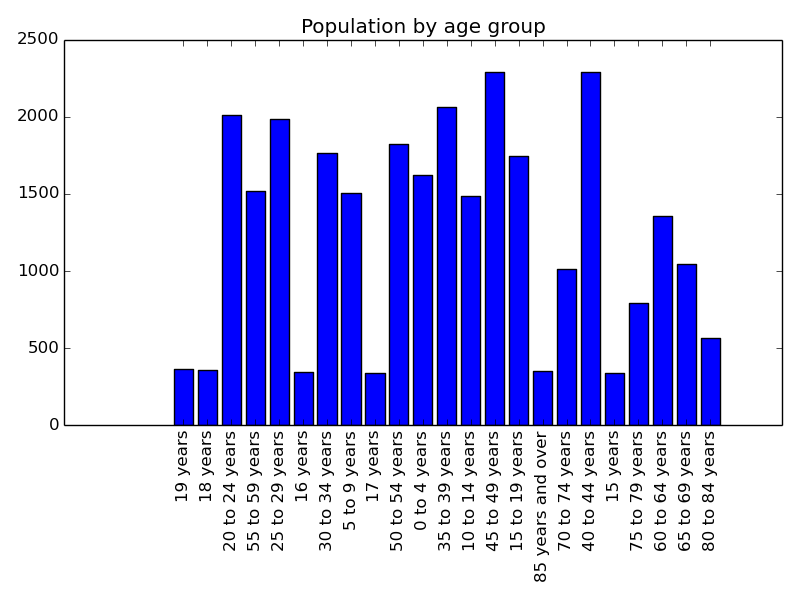 Population by age group
2500
2000
1500
1000
500
0
19 years
18 years
20 to 24 years
55 to 59 years
25 to 29 years
16 years
30 to 34 years
5 to 9 years
17 years
50 to 54 years
0 to 4 years
35 to 39 years
10 to 14 years
45 to 49 years
15 to 19 years
85 years and over
70 to 74 years
40 to 44 years
15 years
75 to 79 years
60 to 64 years
65 to 69 years
80 to 84 years